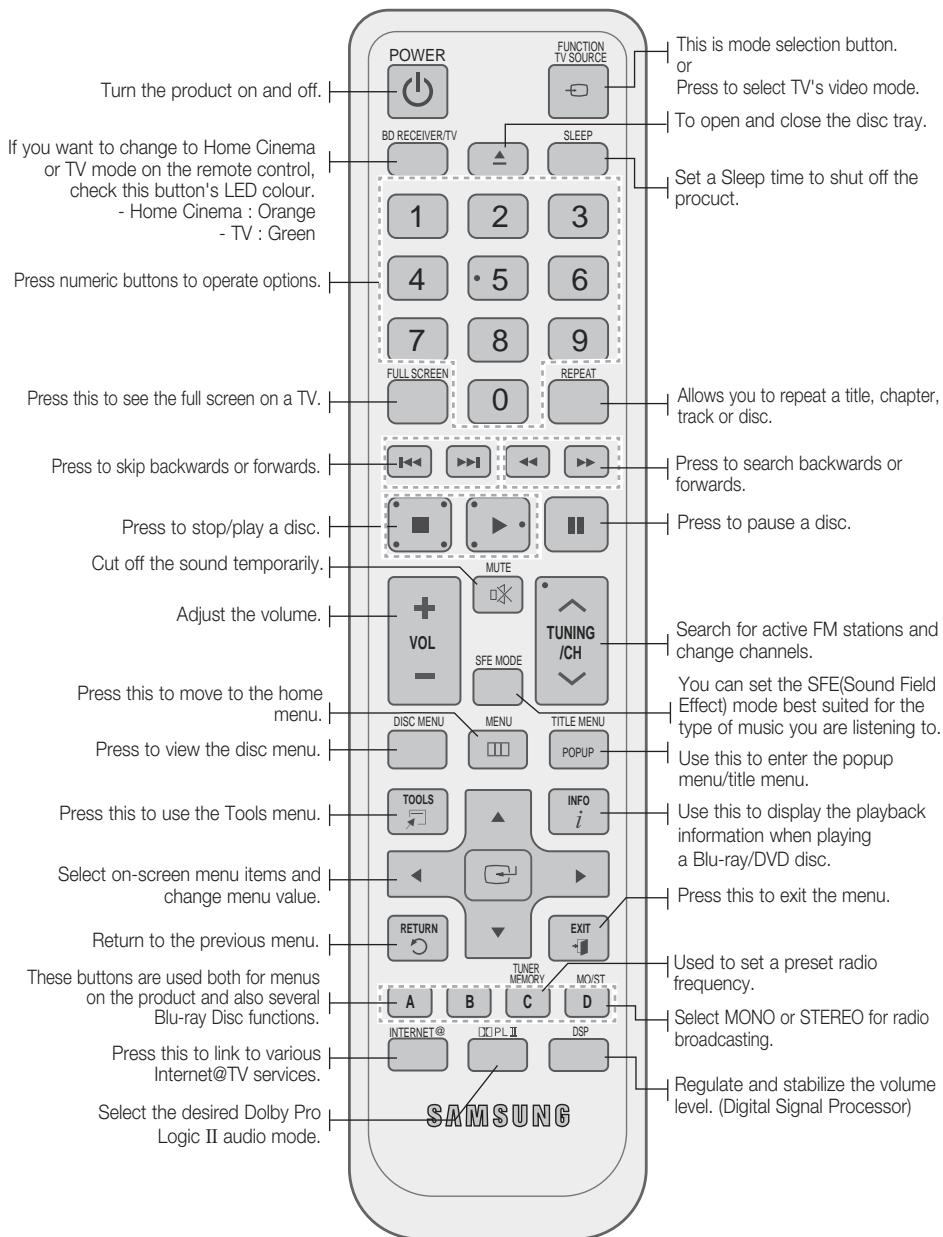 POWER
FUNCTION
TV SOURCE
Turn the product on and off.
This is mode selection button.
or
Press to select TV's video mode.
BD RECEIVER/TV
SLEEP
To open and close the disc tray.
If you want to change to Home Cinema
or TV mode on the remote control,
check this button's LED colour.
- Home Cinema : Orange
- TV : Green
Set a Sleep time to shut off the
procuct.
1
2
3
Press numeric buttons to operate options.
4
5
6
7
8
9
FULL SCREEN
REPEAT
0
Press this to see the full screen on a TV.
Allows you to repeat a title, chapter,
track or disc.
Press to skip backwards or forwards.
Press to search backwards or
forwards.
Press to stop/play a disc.
Press to pause a disc.
Cut off the sound temporarily.
MUTE
Adjust the volume.
VOL
TUNING
/CH
Search for active FM stations and
change channels.
SFE MODE
You can set the SFE(Sound Field
Effect) mode best suited for the
type of music you are listening to.
Press this to move to the home
menu.
DISC MENU
MENU
TITLE MENU
POPUP
Press to view the disc menu.
Use this to enter the popup
menu/title menu.
TOOLS
INFO
i
Press this to use the Tools menu.
Use this to display the playback
information when playing
a Blu-ray/DVD disc.
Select on-screen menu items and
change menu value.
Press this to exit the menu.
RETURN
EXIT
Return to the previous menu.
TUNER
MEMORY
MO/ST
Used to set a preset radio
frequency.
These buttons are used both for menus
on the product and also several
Blu-ray Disc functions.
A
B
C
D
Select MONO or STEREO for radio
broadcasting.
INTERNET@
PL II
DSP
Press this to link to various
Internet@TV services.
Regulate and stabilize the volume
level. (Digital Signal Processor)
Select the desired Dolby Pro
Logic II audio mode.
SAMSUNG